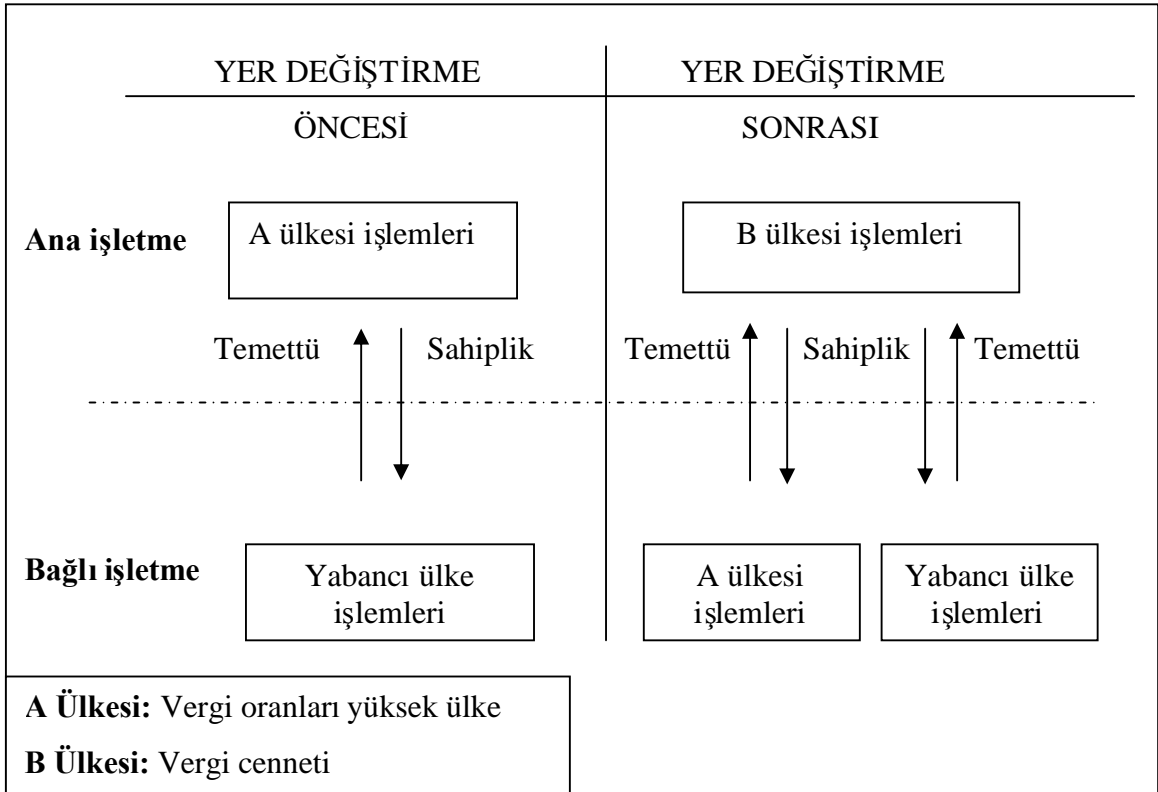 YER DEĞİŞTİRME
YER DEĞİŞTİRME
ÖNCESİ
SONRASI
Ana işletme
A ülkesi işlemleri
B ülkesi işlemleri
Temettü
Sahiplik
Temettü
Sahiplik
Temettü
Bağlı işletme
Yabancı ülke
işlemleri
A ülkesi
işlemleri
Yabancı ülke
işlemleri
A Ülkesi: Vergi oranları yüksek ülke
B Ülkesi: Vergi cenneti